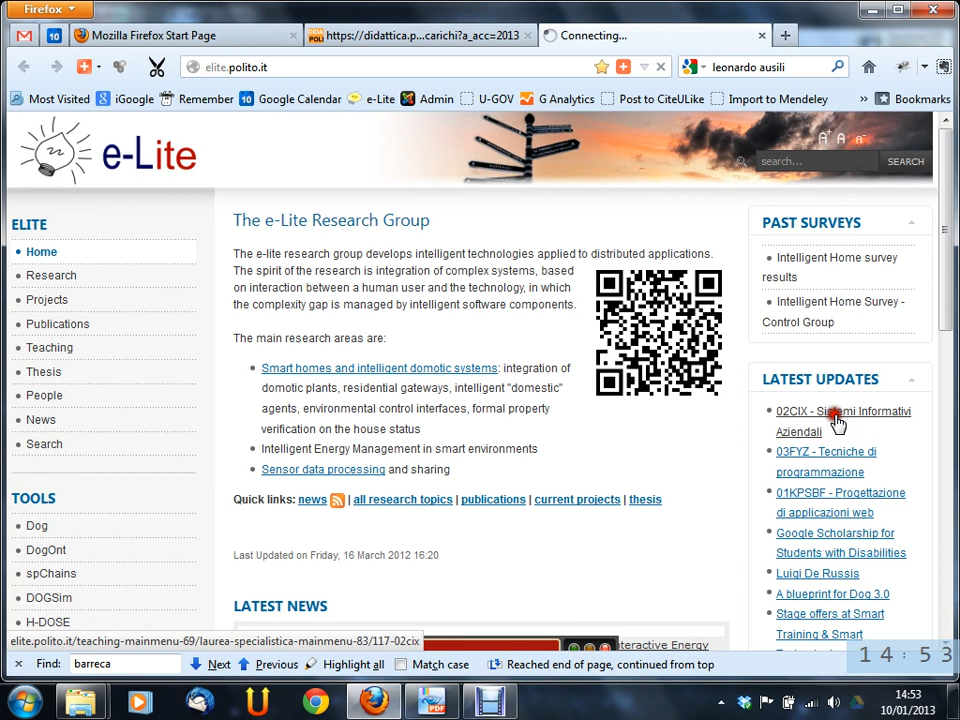 Firefox
Mozilla Firefox Start Page
https://didattica.p...carichi?a_acc=2013
Connecting...
elite.polito.it
leonardo ausili
Most Visited
iGoogle
Remember
Google Calendar
e-Lite
Admin
U-GOV
G Analytics
Post to CiteULike
Import to Mendeley
»
Bookmarks
e-Lite
A+ A A-
search...
SEARCH
ELITE
Home
Research
Projects
Publications
Teaching
Thesis
People
News
Search
TOOLS
Dog
DogOnt
spChains
DOGSim
H-DOSE
The e-Lite Research Group
The e-lite research group develops intelligent technologies applied to distributed applications.
The spirit of the research is integration of complex systems, based
on interaction between a human user and the technology, in which
the complexity gap is managed by intelligent software components.
The main research areas are:
Smart homes and intelligent domotic systems: integration of
domotic plants, residential gateways, intelligent "domestic"
agents, environmental control interfaces, formal property
verification on the house status
Intelligent Energy Management in smart environments
Sensor data processing and sharing
Quick links: news | all research topics | publications | current projects | thesis
Last Updated on Friday, 16 March 2012 16:20
LATEST NEWS
Interactive Energy
PAST SURVEYS
Intelligent Home survey
results
Intelligent Home Survey -
Control Group
LATEST UPDATES
02CIX - Sistemi Informativi
Aziendali
03FYZ - Tecniche di
programmazione
01KPSBF - Progettazione
di applicazioni web
Google Scholarship for
Students with Disabilities
Luigi De Russis
A blueprint for Dog 3.0
Stage offers at Smart
Training & Smart
elite.polito.it/teaching-mainmenu-69/laurea-specialistica-mainmenu-83/117-02cix
14:53
Find: barreca
Next
Previous
Highlight all
Match case
Reached end of page, continued from top
14:53
10/01/2013